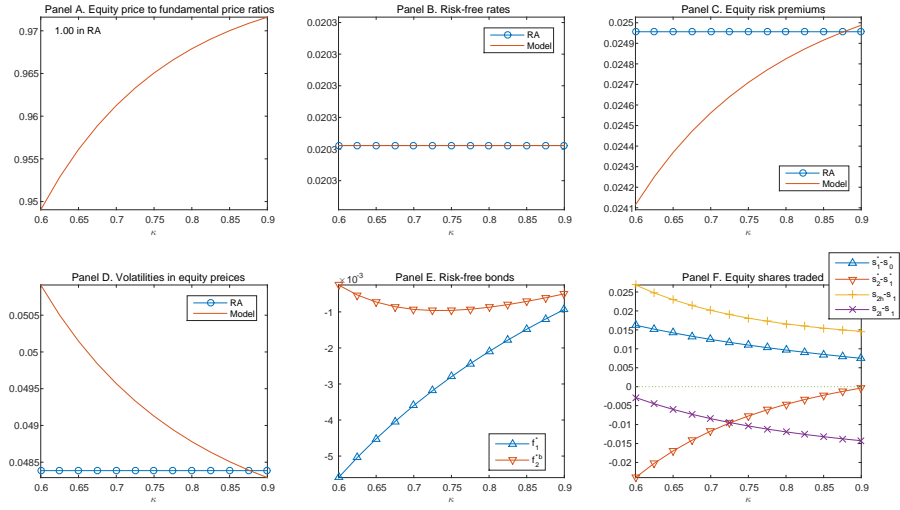 Panel A. Equity price to fundamental price ratios
1.00 in RA
0.97
0.965
0.96
0.955
0.95
0.6 0.65 0.7 0.75 0.8 0.85 0.9
κ
Panel B. Risk-free rates
RA
Model
0.0203
0.0203
0.0203
0.0203
0.0203
0.6 0.65 0.7 0.75 0.8 0.85 0.9
κ
Panel C. Equity risk premiums
0.025
0.0249
0.0248
0.0247
0.0246
0.0245
0.0244
0.0243
0.0242
0.0241
RA
Model
0.6 0.65 0.7 0.75 0.8 0.85 0.9
κ
Panel D. Volatilities in equity preices
RA
Model
0.0505
0.05
0.0495
0.049
0.0485
0.6 0.65 0.7 0.75 0.8 0.85 0.9
κ
×10⁻³
Panel E. Risk-free bonds
-1
-2
-3
-4
-5
f*₁
f*ᵇ₂
0.6 0.65 0.7 0.75 0.8 0.85 0.9
κ
Panel F. Equity shares traded
s*₁-s*₀
s*₂-s*₁
s₂ₕ-s₁
s₂ₗ-s₁
0.025
0.02
0.015
0.01
0.005
0
-0.005
-0.01
-0.015
-0.02
0.6 0.65 0.7 0.75 0.8 0.85 0.9
κ